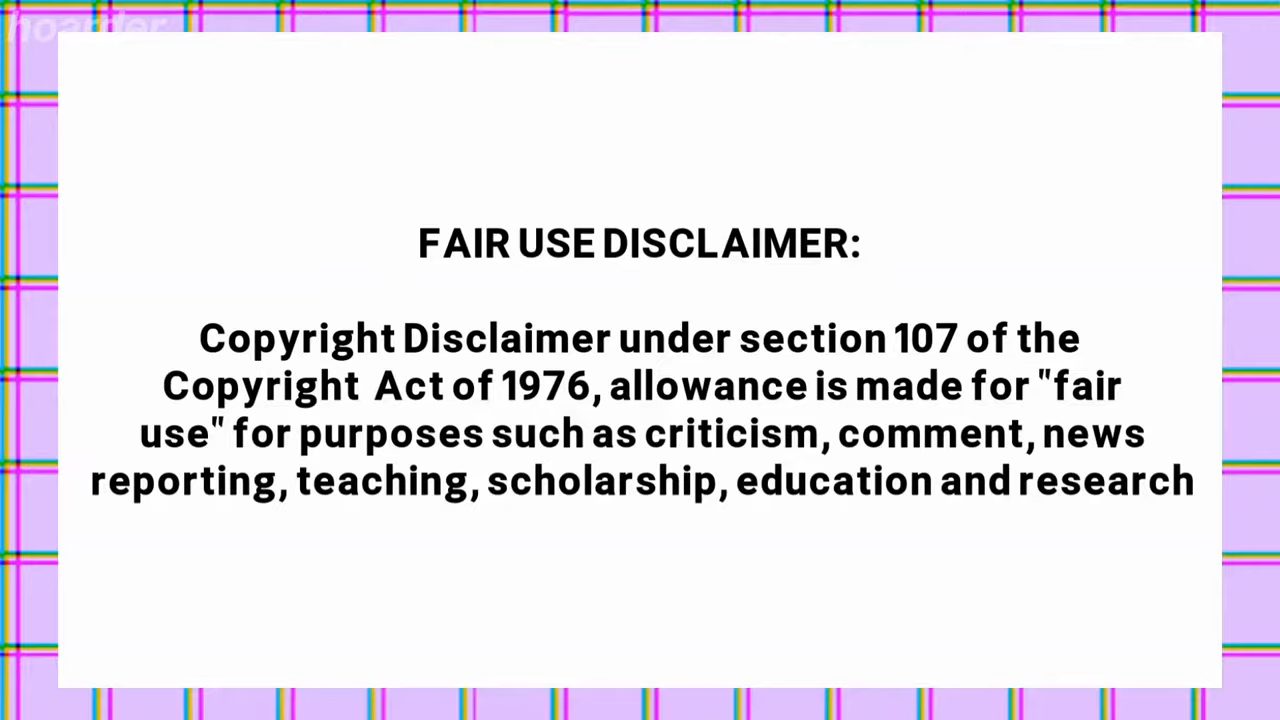 hoarder
FAIR USE DISCLAIMER:
Copyright Disclaimer under section 107 of the
Copyright Act of 1976, allowance is made for "fair
use" for purposes such as criticism, comment, news
reporting, teaching, scholarship, education and research